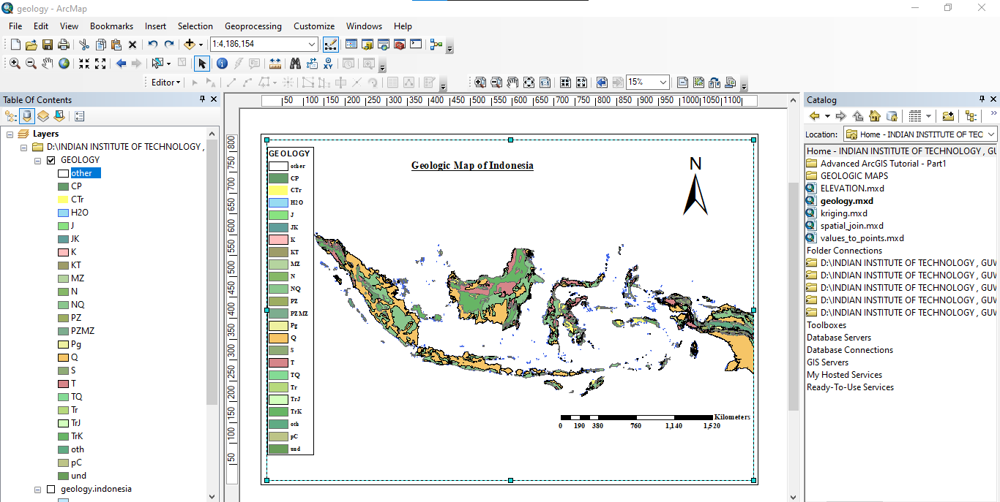 geology - ArcMap
File Edit View Bookmarks Insert Selection Geoprocessing Customize Windows Help
1:4,186,154
Editor
15%
Table Of Contents
Layers
D:\INDIAN INSTITUTE OF TECHNOLOGY ,
GEOLOGY
other
CP
CTr
H2O
J
JK
K
KT
MZ
N
NQ
PZ
PZMZ
Pg
Q
S
T
TQ
Tr
TrJ
TrK
oth
pC
und
geology.indonesia
50 100 150 200 250 300 350 400 450 500 550 600 650 700 750 800 850 900 950 1000 1050 1100
800
750
700
650
600
550
500
450
400
350
300
250
200
150
100
50
GEOLOGY
other
CP
CTr
H2O
J
JK
K
KT
MZ
N
NQ
PZ
PZMZ
Pg
Q
S
T
TQ
Tr
TrJ
TrK
oth
pC
und
Geologic Map of Indonesia
N
Kilometers
0 190 380 760 1,140 1,520
Catalog
Location: Home - INDIAN INSTITUTE OF TEC
Home - INDIAN INSTITUTE OF TECHNOLOGY , GU
Advanced ArcGIS Tutorial - Part1
GEOLOGIC MAPS
ELEVATION.mxd
geology.mxd
kriging.mxd
spatial_join.mxd
values_to_points.mxd
Folder Connections
D:\INDIAN INSTITUTE OF TECHNOLOGY , GUW
D:\INDIAN INSTITUTE OF TECHNOLOGY , GUW
D:\INDIAN INSTITUTE OF TECHNOLOGY , GUW
D:\INDIAN INSTITUTE OF TECHNOLOGY , GUW
D:\INDIAN INSTITUTE OF TECHNOLOGY , GUW
Toolboxes
Database Servers
Database Connections
GIS Servers
My Hosted Services
Ready-To-Use Services